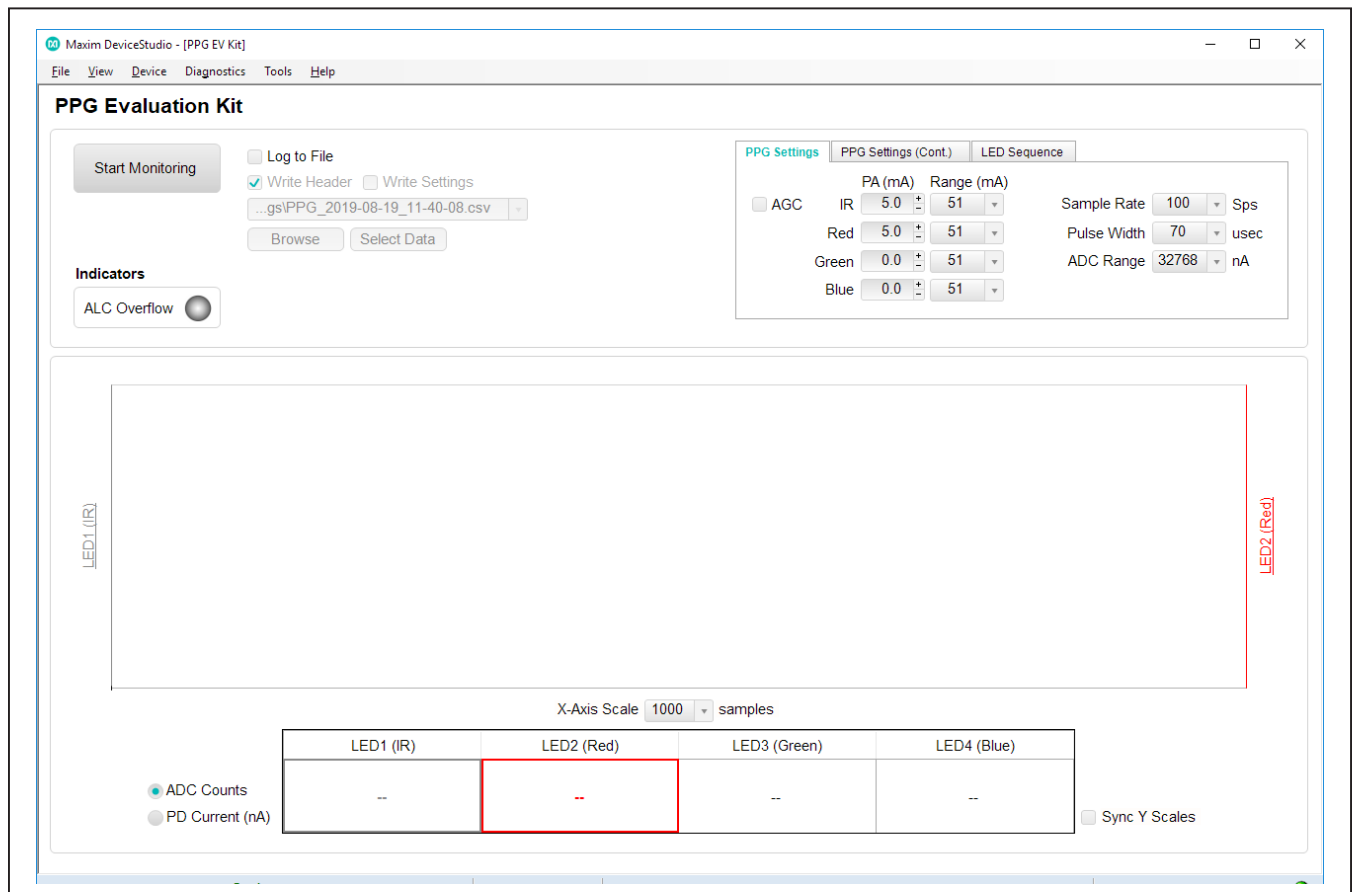 Maxim DeviceStudio - [PPG EV Kit]
File View Device Diagnostics Tools Help
PPG Evaluation Kit
Start Monitoring
Log to File
Write Header Write Settings
...gs\PPG_2019-08-19_11-40-08.csv
Browse Select Data
Indicators
ALC Overflow
PPG Settings PPG Settings (Cont.) LED Sequence
PA (mA) Range (mA)
AGC IR 5.0 51 Sample Rate 100 Sps
Red 5.0 51 Pulse Width 70 usec
Green 0.0 51 ADC Range 32768 nA
Blue 0.0 51
LED1 (IR)
LED2 (Red)
X-Axis Scale 1000 samples
LED1 (IR) LED2 (Red) LED3 (Green) LED4 (Blue)
ADC Counts -- -- -- --
PD Current (nA)
Sync Y Scales